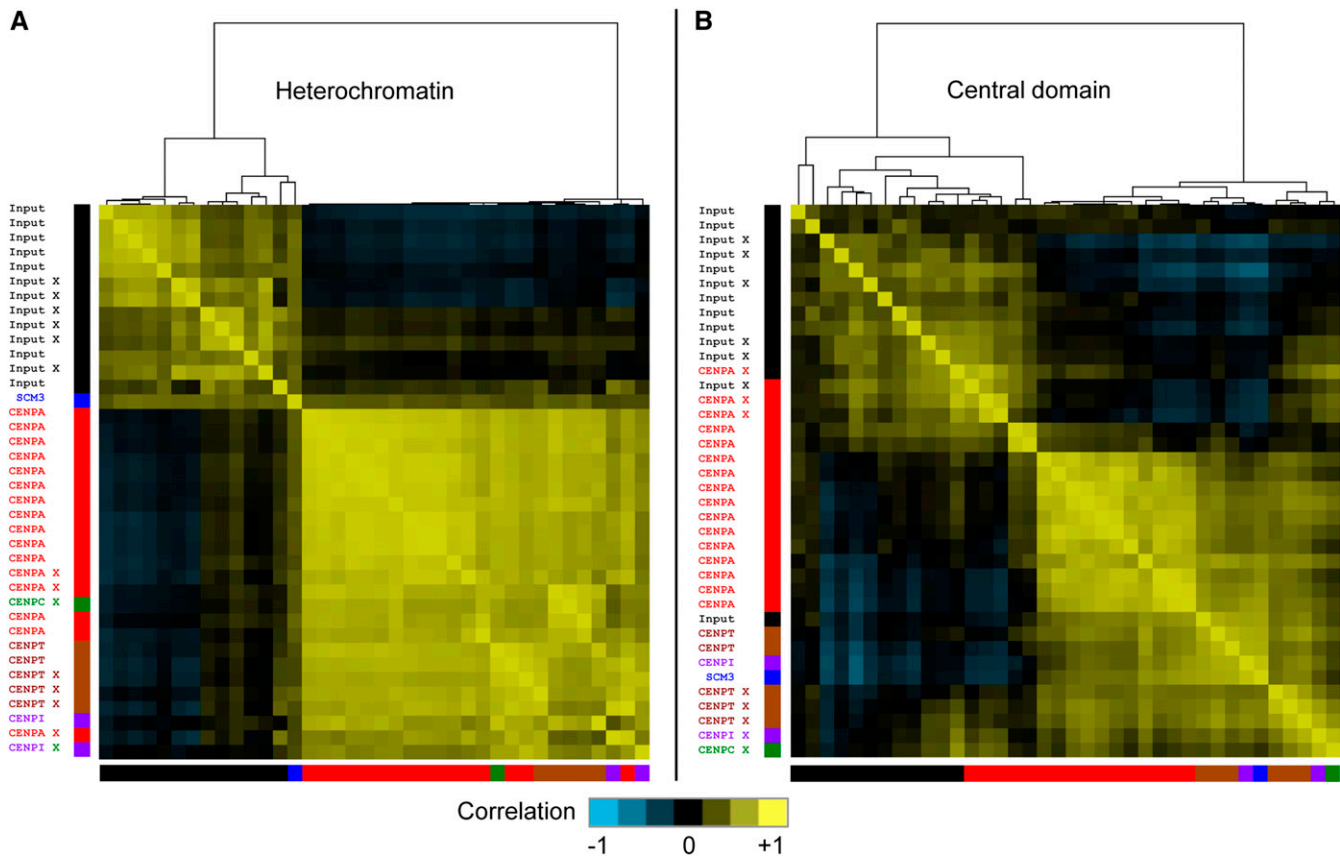 A
B
Heterochromatin
Central domain
Input
Input
Input
Input
Input
Input X
Input X
Input X
Input X
Input X
Input
Input X
Input
SCM3
CENPA
CENPA
CENPA
CENPA
CENPA
CENPA
CENPA
CENPA
CENPA
CENPA
CENPA
CENPA X
CENPA X
CENPC X
CENPA
CENPA
CENPT
CENPT
CENPT X
CENPT X
CENPT X
CENPI
CENPA X
CENPI X
Input
Input
Input X
Input X
Input
Input X
Input
Input
Input
Input X
Input X
CENPA X
Input X
CENPA X
CENPA X
CENPA
CENPA
CENPA
CENPA
CENPA
CENPA
CENPA
CENPA
CENPA
CENPA
CENPA
CENPA
CENPA
Input
CENPT
CENPT
CENPI
SCM3
CENPT X
CENPT X
CENPT X
CENPI X
CENPC X
Correlation
-1 0 +1